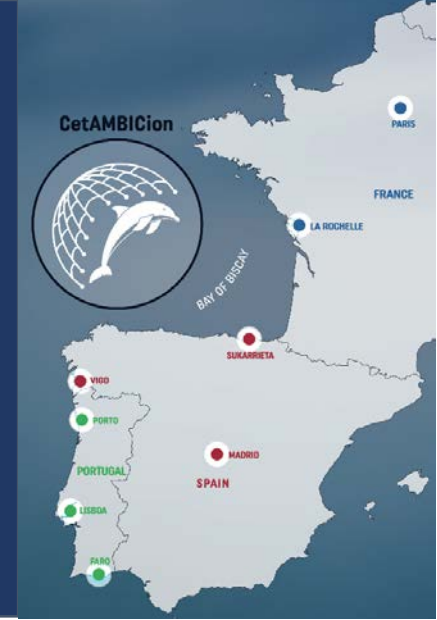 CetAMBICion
PARIS
FRANCE
LA ROCHELLE
BAY OF BISCAY
SUKARRIETA
VIGO
PORTO
MADRID
PORTUGAL
SPAIN
LISBOA
FARO